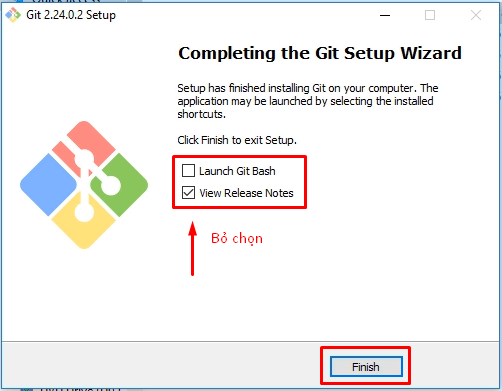 Git 2.24.0.2 Setup
Completing the Git Setup Wizard
Setup has finished installing Git on your computer. The
application may be launched by selecting the installed
shortcuts.
Click Finish to exit Setup.
Launch Git Bash
View Release Notes
Bỏ chọn
Finish